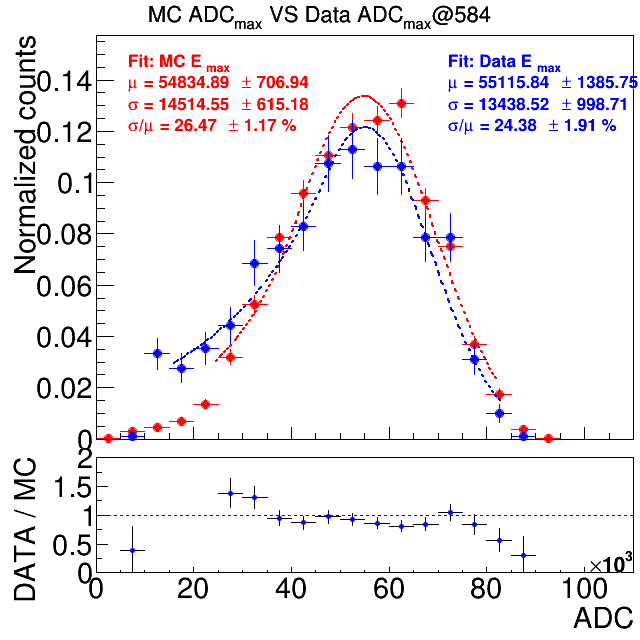 MC ADCmax VS Data ADCmax@584
Fit: MC E max
μ = 54834.89 ± 706.94
σ = 14514.55 ± 615.18
σ/μ = 26.47 ± 1.17 %
Fit: Data E max
μ = 55115.84 ± 1385.75
σ = 13438.52 ± 998.71
σ/μ = 24.38 ± 1.91 %
Normalized counts
0.14
0.12
0.1
0.08
0.06
0.04
0.02
0
DATA / MC
2
1.5
1
0.5
0
0 20 40 60 80 100
×10³
ADC